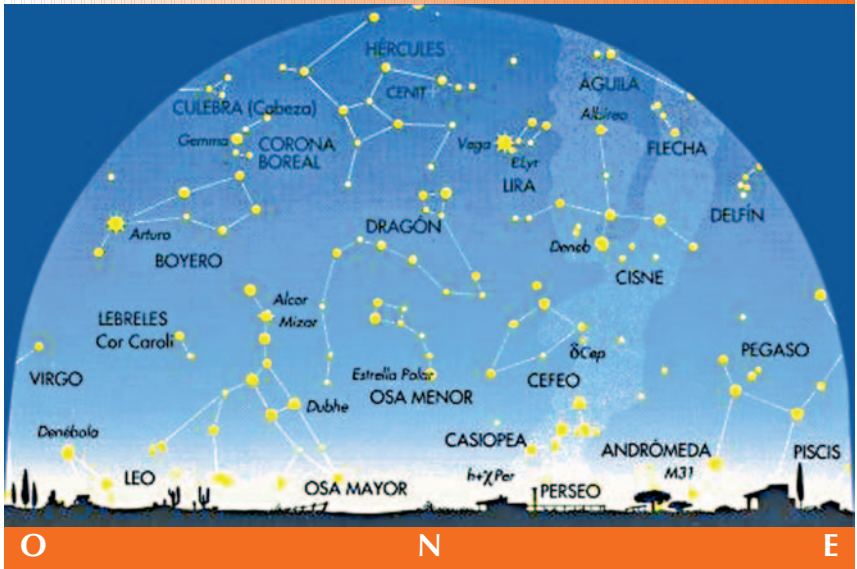 HÉRCULES
CENIT
ÁGUILA
CULEBRA (Cabeza)
Albireo
Gemma
CORONA
BOREAL
Vega
εLyr
FLECHA
LIRA
DELFÍN
Arturo
DRAGÓN
BOYERO
Deneb
CISNE
Alcor
Mizar
LEBRELES
Cor Caroli
δCep
PEGASO
VIRGO
Estrella Polar
CEFEO
OSA MENOR
Dubhe
Denébola
CASIOPEA
ANDRÓMEDA
PISCIS
LEO
h+χPer
M31
OSA MAYOR
PERSEO
O N E